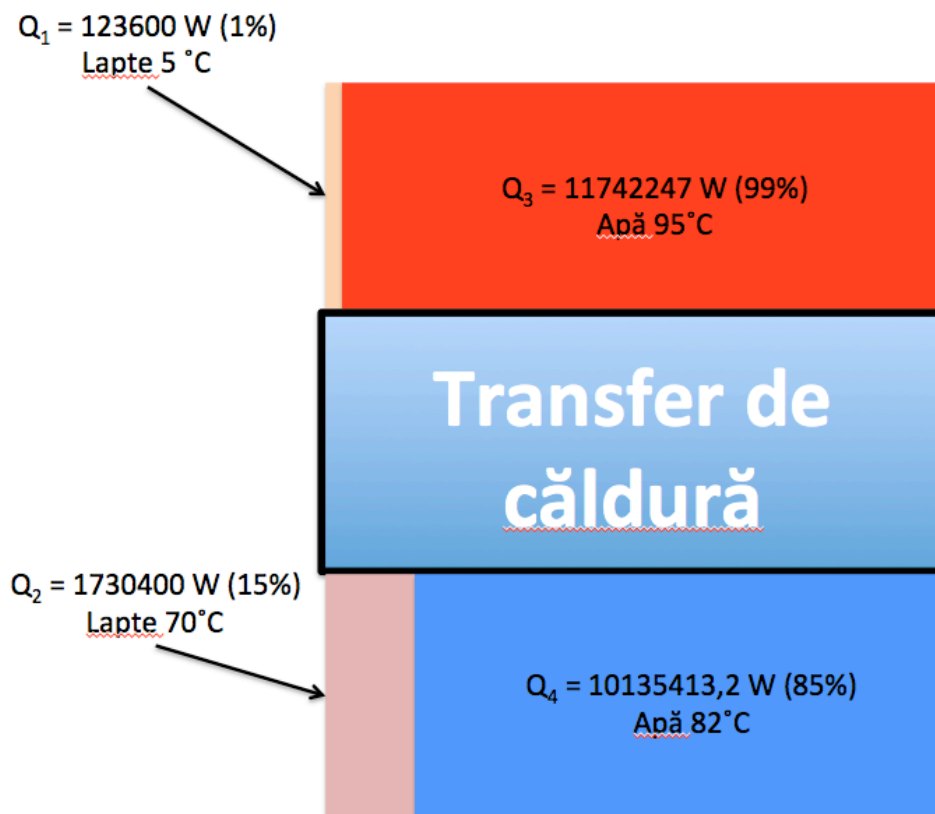 Q₁ = 123600 W (1%)
Lapte 5 ˚C
Q₃ = 11742247 W (99%)
Apă 95˚C
Transfer de
căldură
Q₂ = 1730400 W (15%)
Lapte 70˚C
Q₄ = 10135413,2 W (85%)
Apă 82˚C